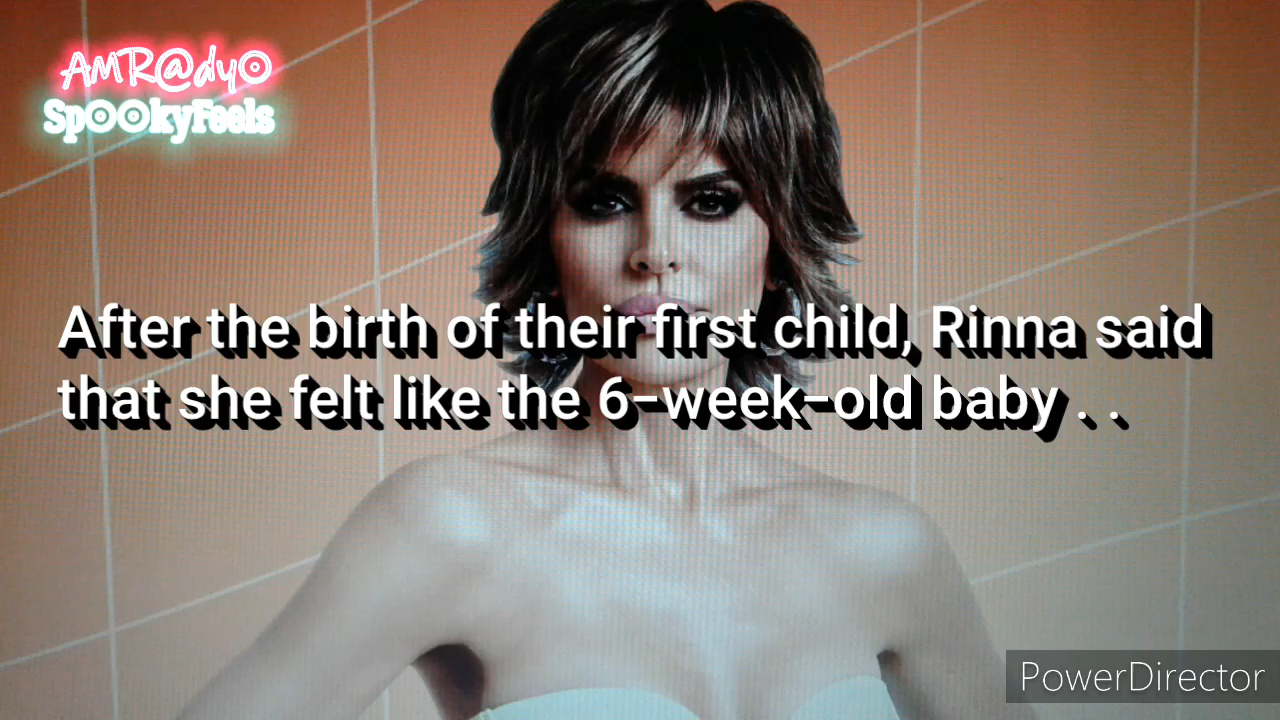 AMR@dyO
SpOOkyFeels
After the birth of their first child, Rinna said
that she felt like the 6-week-old baby . .
PowerDirector